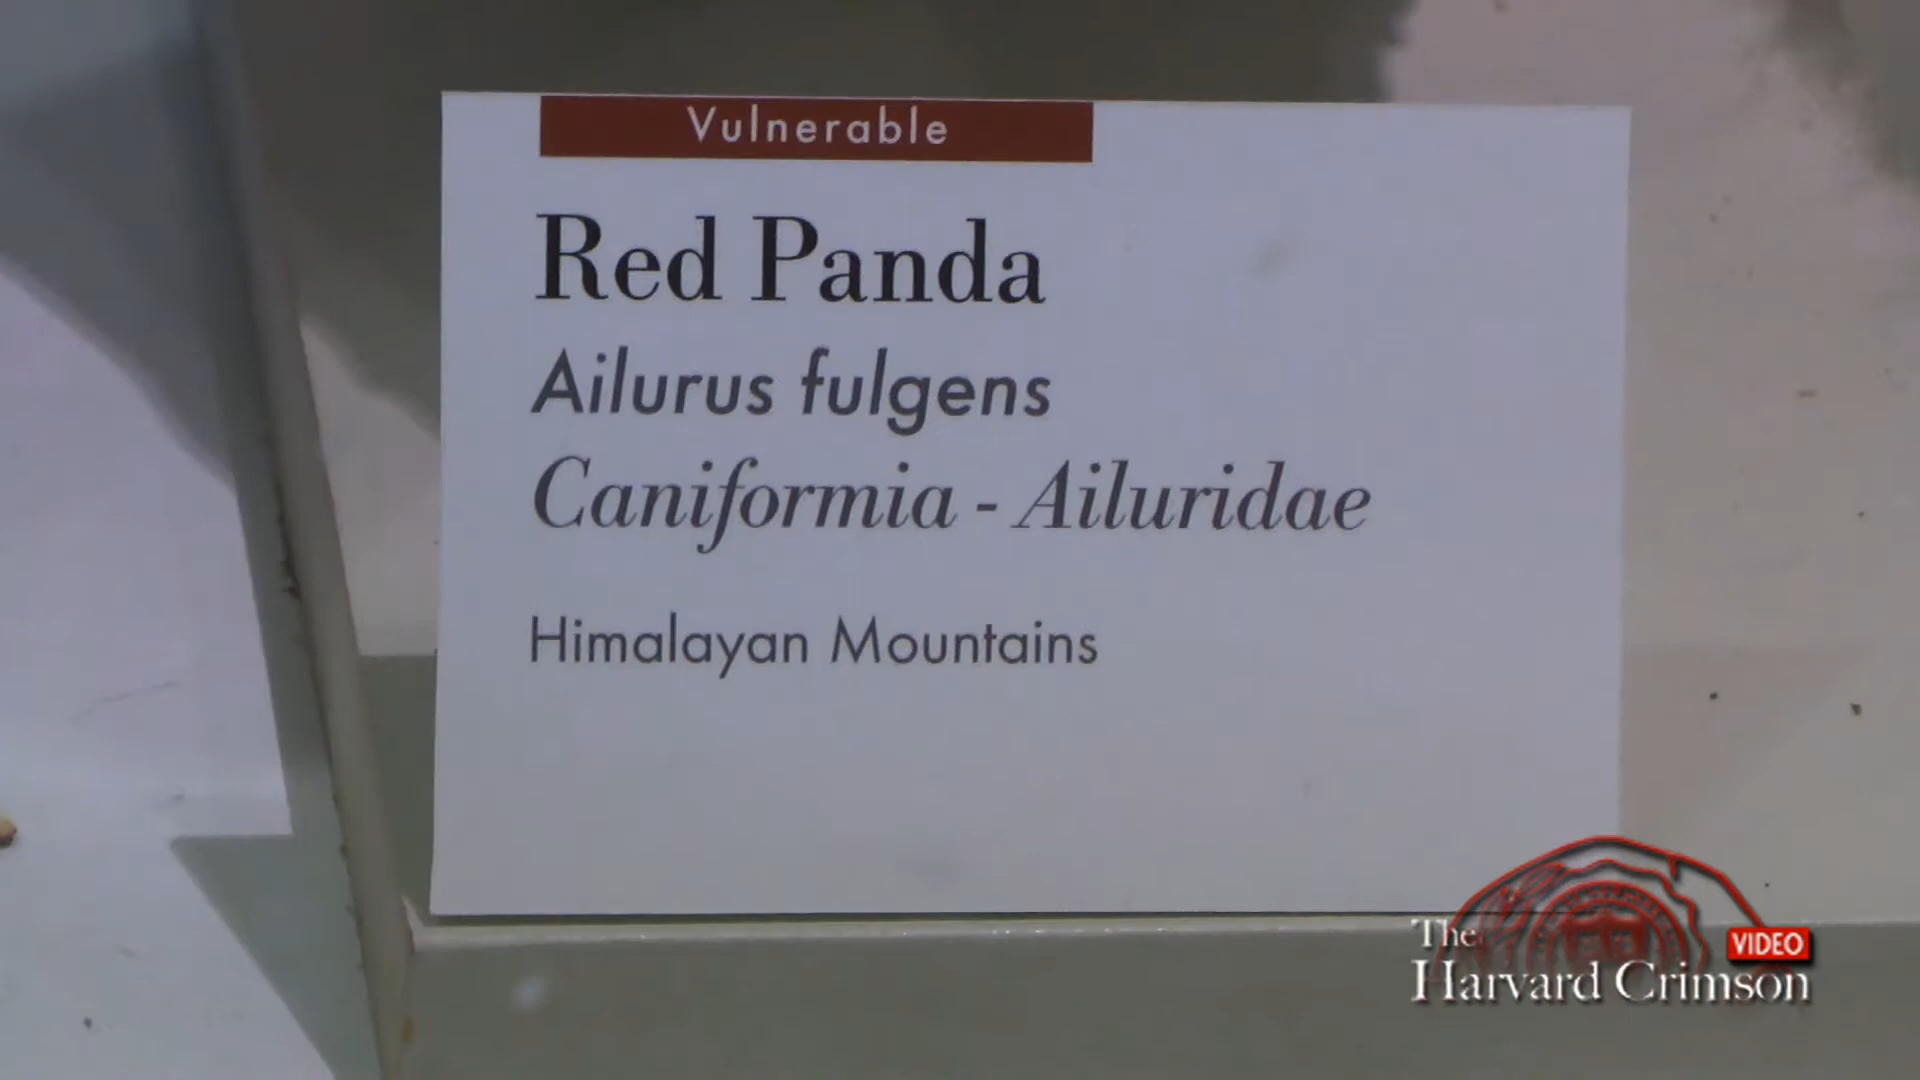 Vulnerable
Red Panda
Ailurus fulgens
Caniformia - Ailuridae
Himalayan Mountains
The
VIDEO
Harvard Crimson